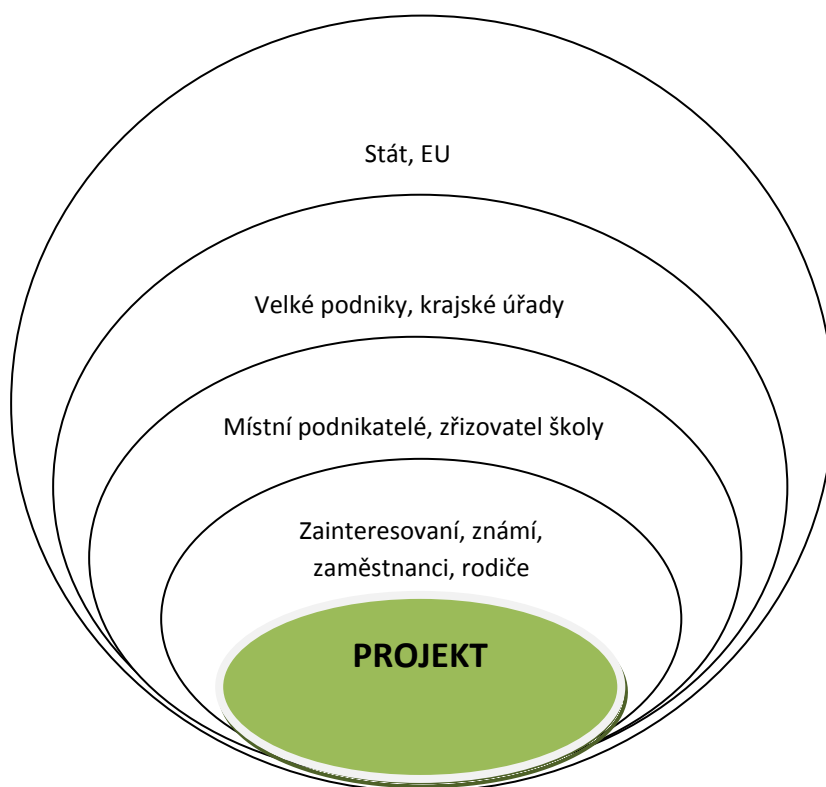 Stát, EU
Velké podniky, krajské úřady
Místní podnikatelé, zřizovatel školy
Zainteresovaní, známí,
zaměstnanci, rodiče
PROJEKT